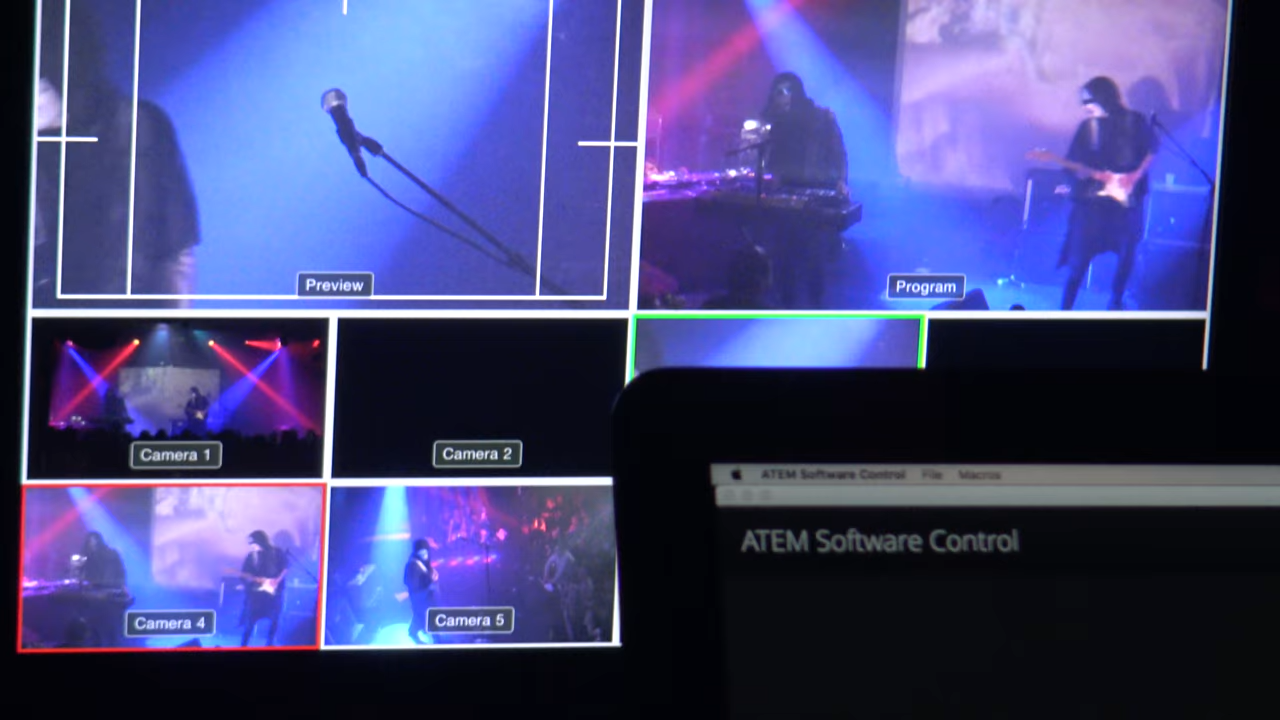 Preview
Program
Camera 1
Camera 2
Camera 4
Camera 5
ATEM Software Control File Macros
ATEM Software Control